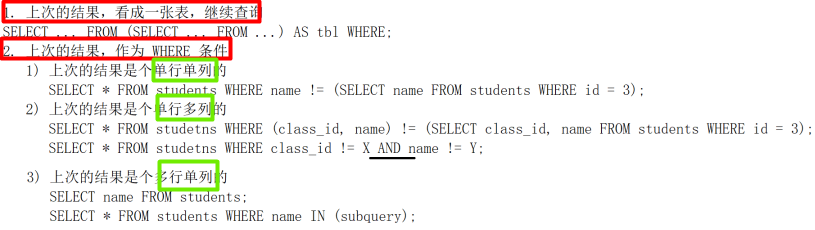 1. 上次的结果，看成一张表，继续查询
SELECT ... FROM (SELECT ... FROM ...) AS tbl WHERE;
2. 上次的结果，作为 WHERE 条件
1) 上次的结果是个单行单列的
SELECT * FROM students WHERE name != (SELECT name FROM students WHERE id = 3);
2) 上次的结果是个单行多列的
SELECT * FROM studetns WHERE (class_id, name) != (SELECT class_id, name FROM students WHERE id = 3);
SELECT * FROM studetns WHERE class_id != X AND name != Y;
3) 上次的结果是个多行单列的
SELECT name FROM students;
SELECT * FROM students WHERE name IN (subquery);